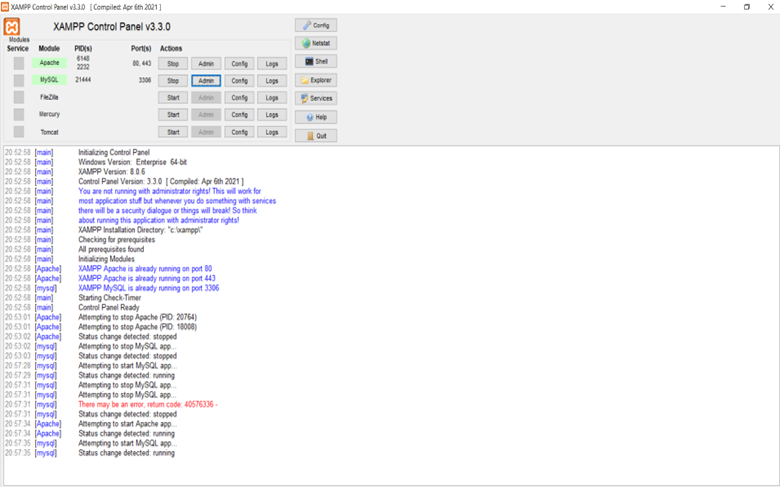 XAMPP Control Panel v3.3.0 [ Compiled: Apr 6th 2021 ]
XAMPP Control Panel v3.3.0
Config
Modules
Service Module PID(s) Port(s) Actions
Netstat
Apache 6148 2232 80, 443 Stop Admin Config Logs
Shell
MySQL 21444 3306 Stop Admin Config Logs
Explorer
FileZilla Start Admin Config Logs
Services
Mercury Start Admin Config Logs
Help
Tomcat Start Admin Config Logs
Quit
20:52:58 [main] Initializing Control Panel
20:52:58 [main] Windows Version: Enterprise 64-bit
20:52:58 [main] XAMPP Version: 8.0.6
20:52:58 [main] Control Panel Version: 3.3.0 [ Compiled: Apr 6th 2021 ]
20:52:58 [main] You are not running with administrator rights! This will work for
20:52:58 [main] most application stuff but whenever you do something with services
20:52:58 [main] there will be a security dialogue or things will break! So think
20:52:58 [main] about running this application with administrator rights!
20:52:58 [main] XAMPP Installation Directory: "c:\xampp\"
20:52:58 [main] Checking for prerequisites
20:52:58 [main] All prerequisites found
20:52:58 [main] Initializing Modules
20:52:58 [Apache] XAMPP Apache is already running on port 80
20:52:58 [Apache] XAMPP Apache is already running on port 443
20:52:58 [mysql] XAMPP MySQL is already running on port 3306
20:52:58 [main] Starting Check-Timer
20:52:58 [main] Control Panel Ready
20:53:01 [Apache] Attempting to stop Apache (PID: 20764)
20:53:01 [Apache] Attempting to stop Apache (PID: 18008)
20:53:02 [Apache] Status change detected: stopped
20:53:02 [mysql] Attempting to stop MySQL app...
20:53:03 [mysql] Status change detected: stopped
20:57:28 [mysql] Attempting to start MySQL app...
20:57:29 [mysql] Status change detected: running
20:57:31 [mysql] Attempting to stop MySQL app...
20:57:31 [mysql] Attempting to stop MySQL app...
20:57:31 [mysql] There may be an error, return code: 40576336 -
20:57:31 [mysql] Status change detected: stopped
20:57:34 [Apache] Attempting to start Apache app...
20:57:34 [Apache] Status change detected: running
20:57:35 [mysql] Attempting to start MySQL app...
20:57:35 [mysql] Status change detected: running